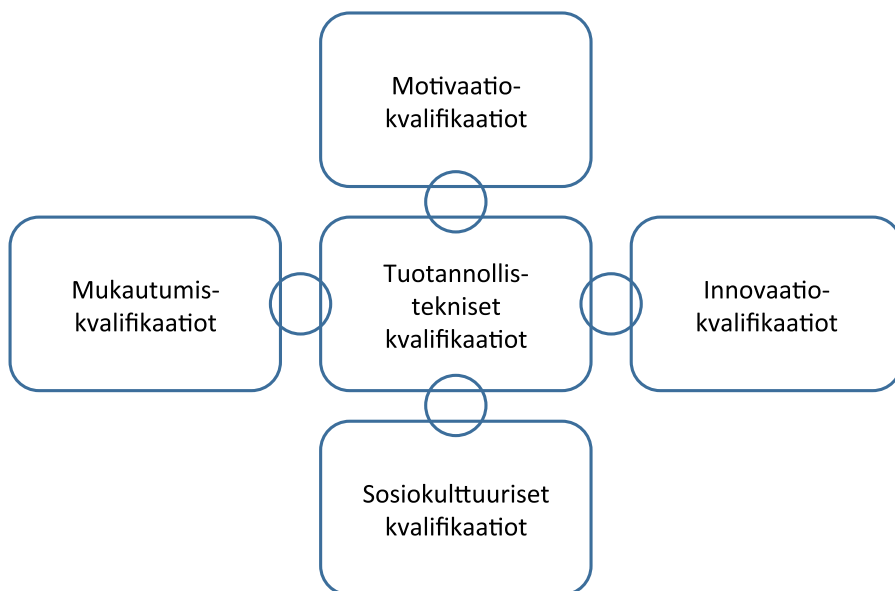 Motivaatio-
kvalifikaatiot
Mukautumis-
kvalifikaatiot
Tuotannollis-
tekniset
kvalifikaatiot
Innovaatio-
kvalifikaatiot
Sosiokulttuuriset
kvalifikaatiot